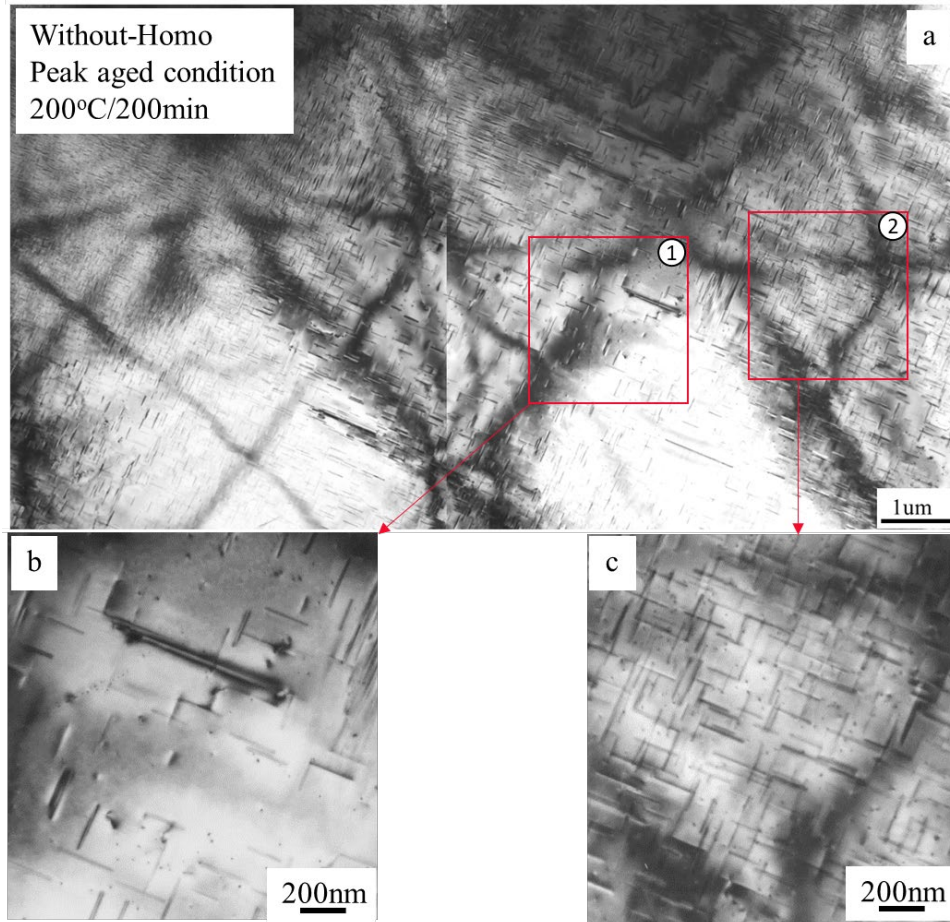 Without-Homo
Peak aged condition
200°C/200min
a
1
2
1um
b
c
200nm
200nm